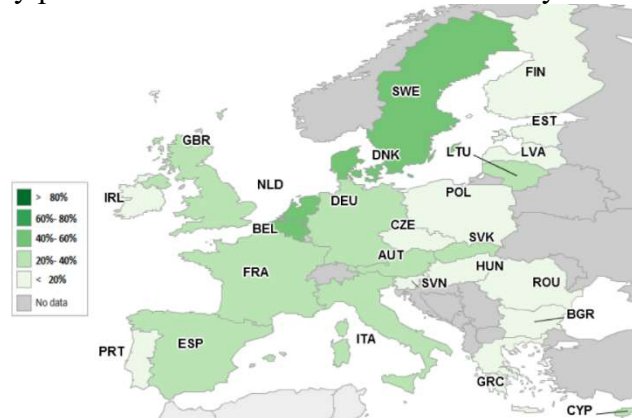 FIN
SWE
EST
GBR
DNK
LTU
LVA
NLD
IRL
DEU
POL
BEL
CZE
SVK
AUT
FRA
HUN
SVN
ROU
BGR
PRT
ESP
ITA
GRC
CYP
> 80%
60%- 80%
40%- 60%
20%- 40%
< 20%
No data